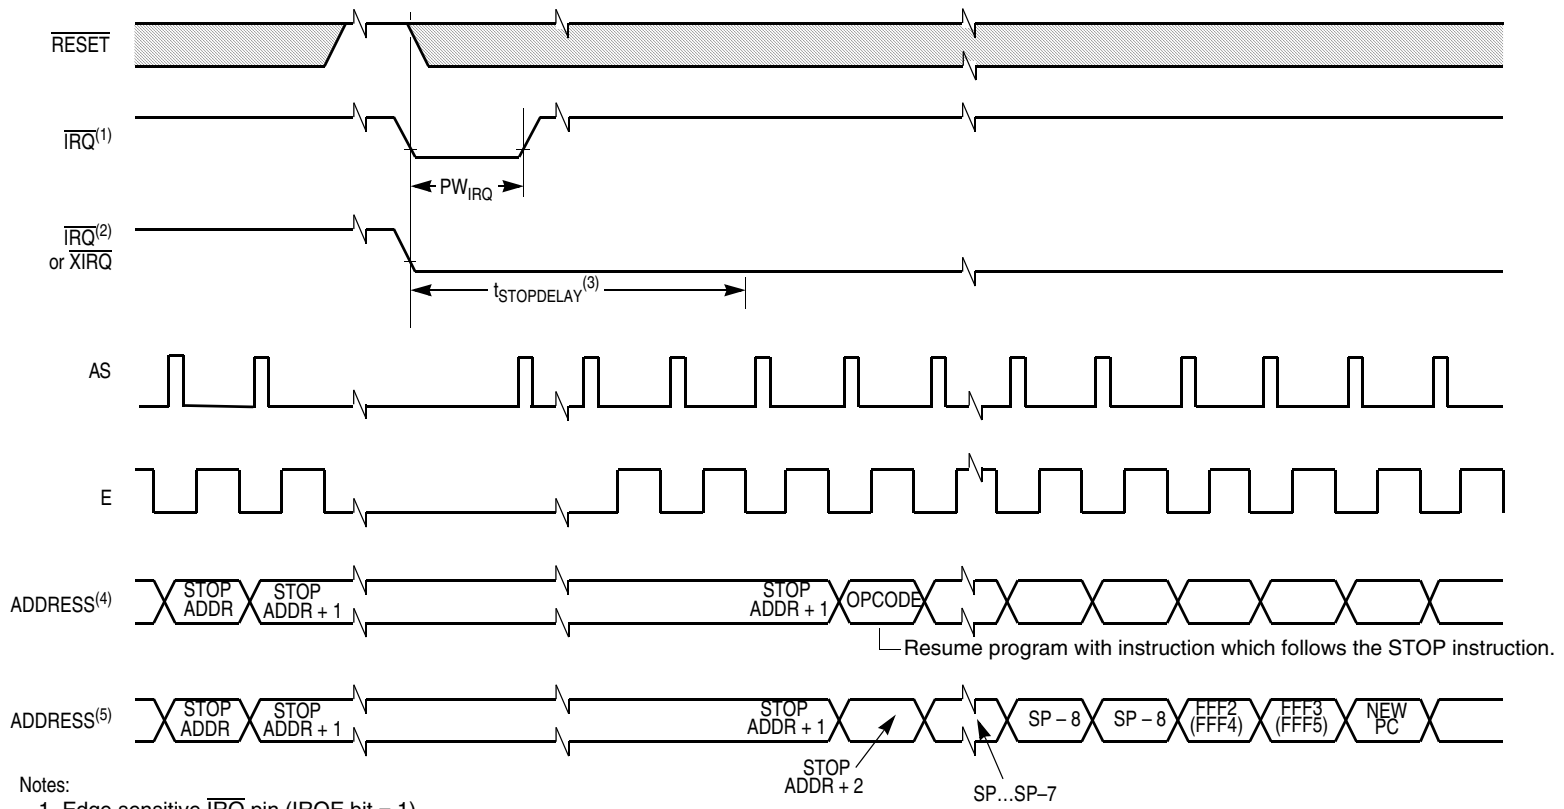 RESET
IRQ(1)
PWIRQ
IRQ(2)
or XIRQ
tSTOPDELAY(3)
AS
E
ADDRESS(4)
STOP
ADDR
STOP
ADDR + 1
STOP
ADDR + 1
OPCODE
Resume program with instruction which follows the STOP instruction.
ADDRESS(5)
STOP
ADDR
STOP
ADDR + 1
STOP
ADDR + 1
SP – 8
SP – 8
FFF2
(FFF4)
FFF3
(FFF5)
NEW
PC
STOP
ADDR + 2
SP…SP–7
Notes:
1. Edge sensitive IRQ pin (IRQE bit = 1)